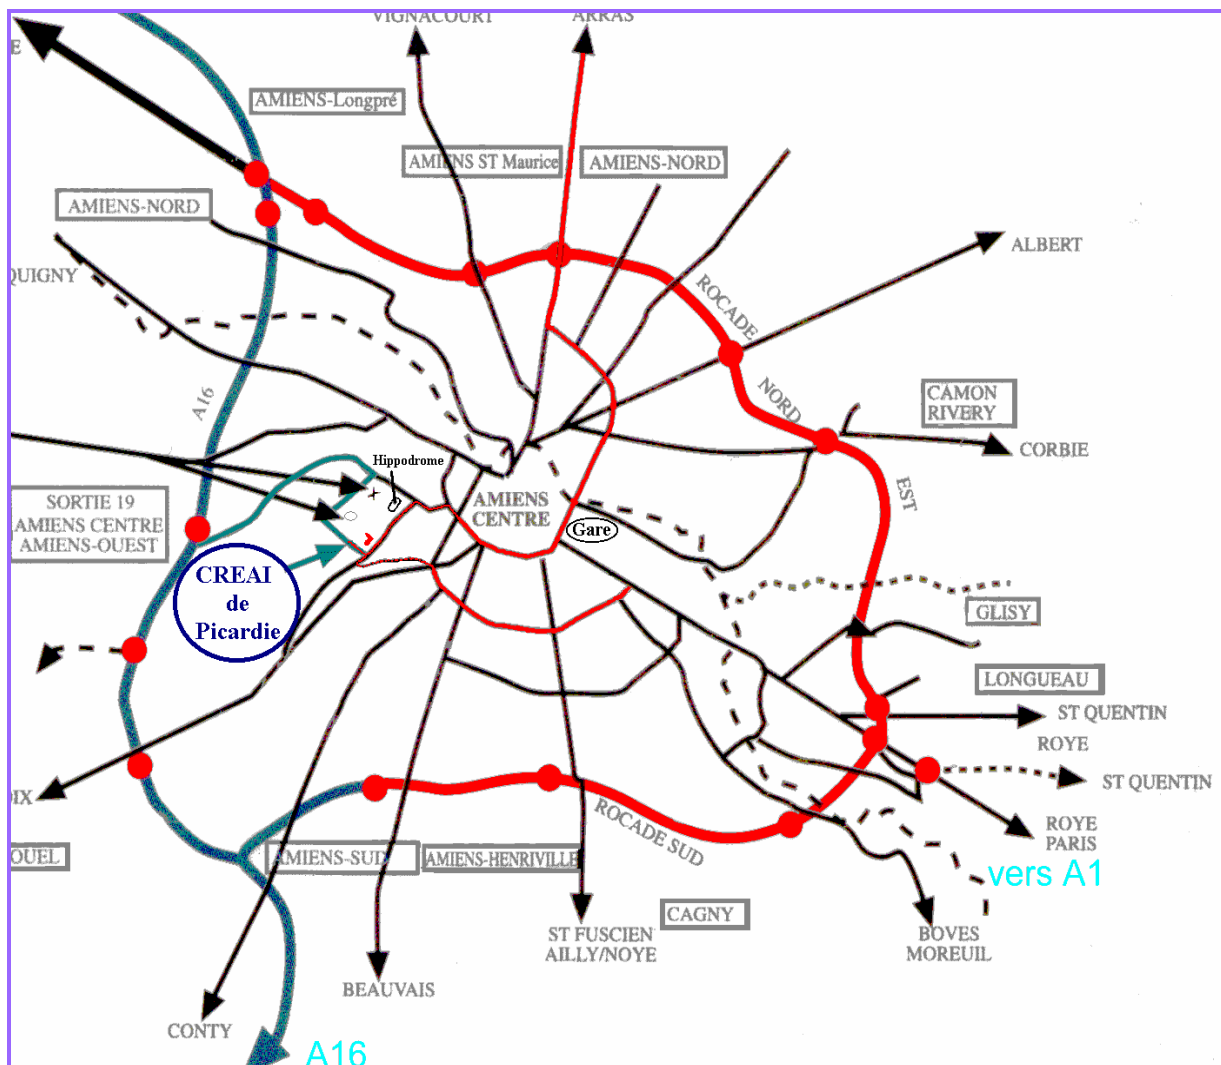 VIGNACOURT
ARRAS
E
AMIENS-Longpré
AMIENS ST Maurice
AMIENS-NORD
AMIENS-NORD
QUIGNY
ALBERT
ROCADE
NORD
EST
A16
CAMON
RIVERY
CORBIE
Hippodrome
SORTIE 19
AMIENS CENTRE
AMIENS-OUEST
AMIENS
CENTRE
Gare
CREAI
de
Picardie
GLISY
LONGUEAU
ST QUENTIN
ROYE
ST QUENTIN
IX
ROCADE SUD
ROYE
PARIS
OUEL
AMIENS-SUD
AMIENS-HENRIVILLE
vers A1
CAGNY
ST FUSCIEN
AILLY/NOYE
BOVES
MOREUIL
BEAUVAIS
CONTY
A16